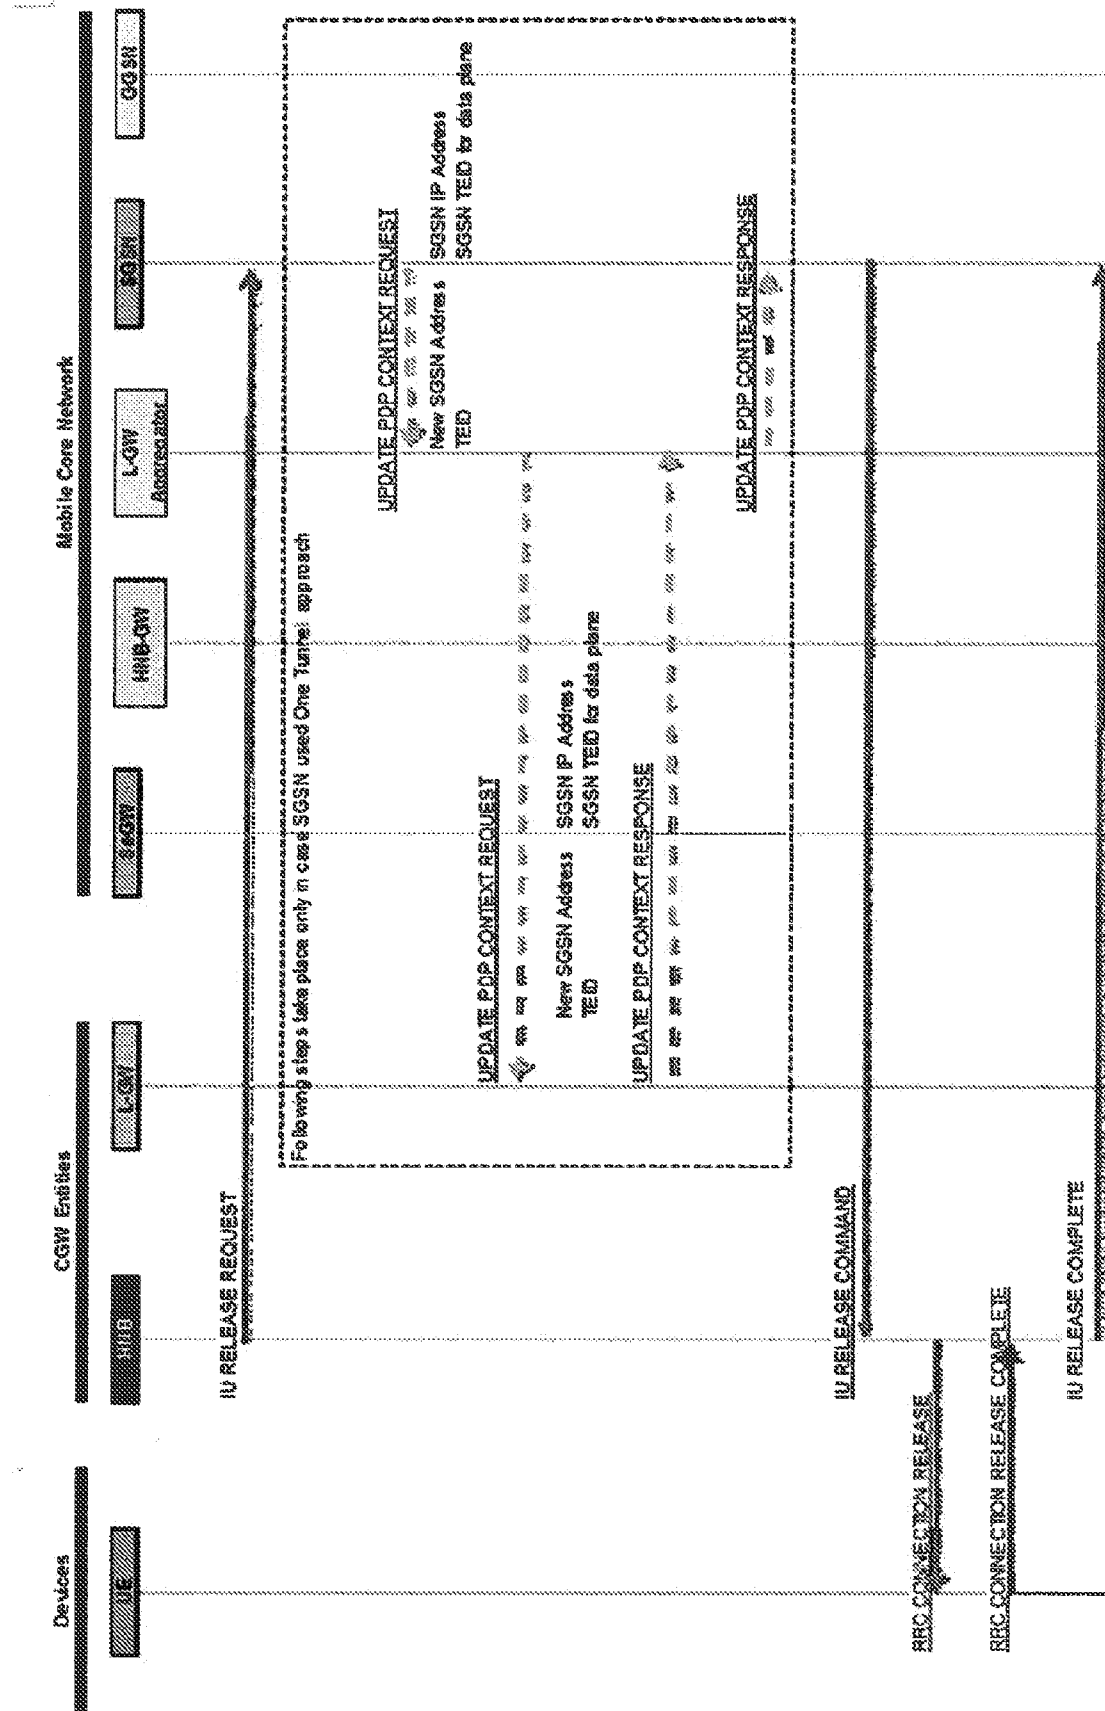 Devices
CGW Entities
Mobile Core Network
UE
L-GW
SeGW
HNB-GW
L-GW
Aggregator
SGSN
GGSN
IU RELEASE REQUEST
Following steps take place only in case SGSN used One Tunnel approach
UPDATE PDP CONTEXT REQUEST
New SGSN Address SGSN IP Address
TEID SGSN TEID for data plane
UPDATE PDP CONTEXT REQUEST
New SGSN Address SGSN IP Address
TEID SGSN TEID for data plane
UPDATE PDP CONTEXT RESPONSE
UPDATE PDP CONTEXT RESPONSE
IU RELEASE COMMAND
RRC CONNECTION RELEASE
RRC CONNECTION RELEASE COMPLETE
IU RELEASE COMPLETE